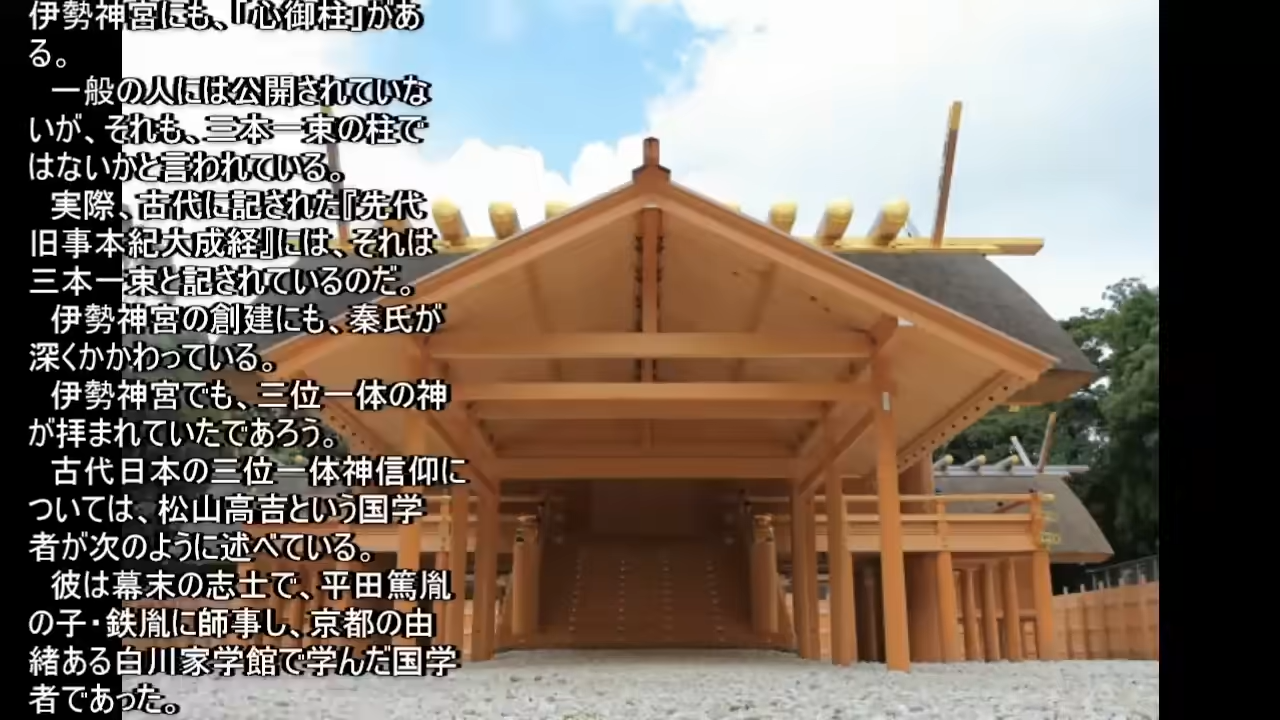 伊勢神宮にも、「心御柱」があ
る。
　一般の人には公開されていな
いが、それも、三本一束の柱で
はないかと言われている。
　実際、古代に記された『先代
旧事本紀大成経』には、それは
三本一束と記されているのだ。
　伊勢神宮の創建にも、秦氏が
深くかかわっている。
　伊勢神宮でも、三位一体の神
が拝まれていたであろう。
　古代日本の三位一体神信仰に
ついては、松山高吉という国学
者が次のように述べている。
　彼は幕末の志士で、平田篤胤
の子・鉄胤に師事し、京都の由
緒ある白川家学館で学んだ国学
者であった。